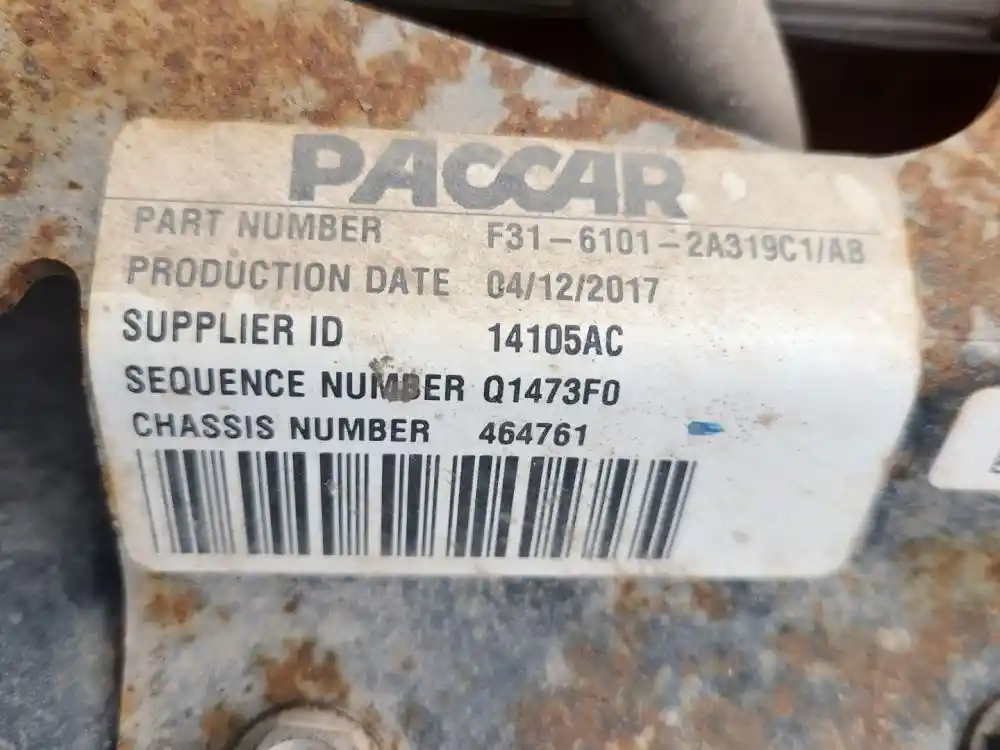 PACCAR
PART NUMBER F31-6101-2A319C1/AB
PRODUCTION DATE 04/12/2017
SUPPLIER ID 14105AC
SEQUENCE NUMBER Q1473F0
CHASSIS NUMBER 464761